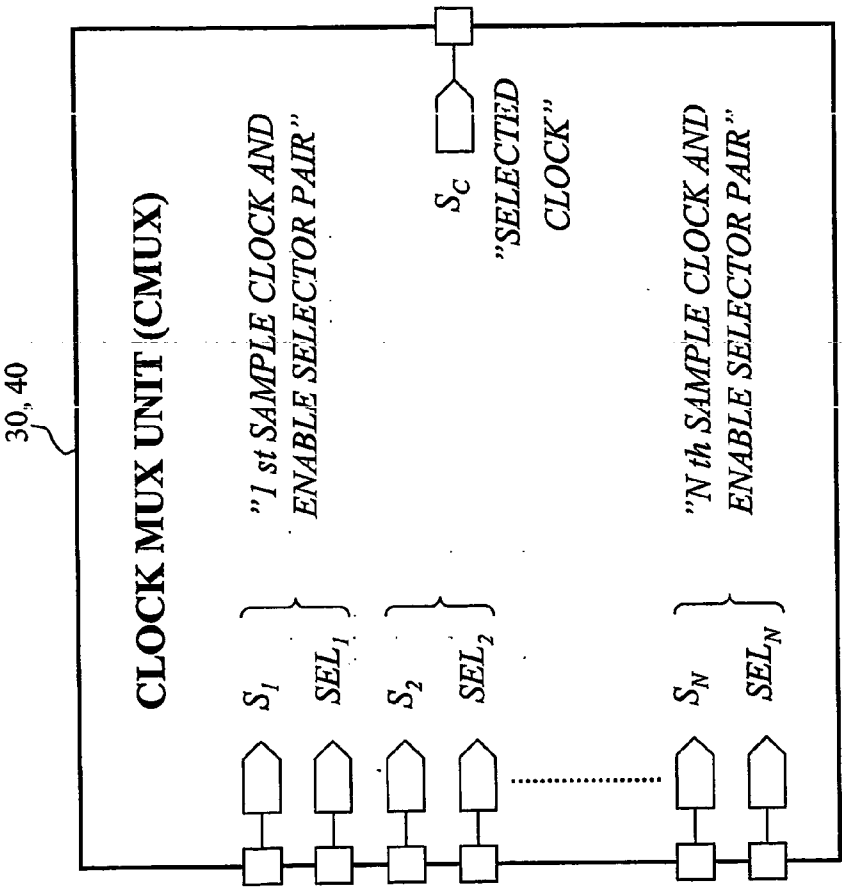 30, 40
CLOCK MUX UNIT (CMUX)
S1
SEL1
"1 st SAMPLE CLOCK AND
ENABLE SELECTOR PAIR"
S2
SEL2
SC
"SELECTED
CLOCK"
SN
SELN
"N th SAMPLE CLOCK AND
ENABLE SELECTOR PAIR"